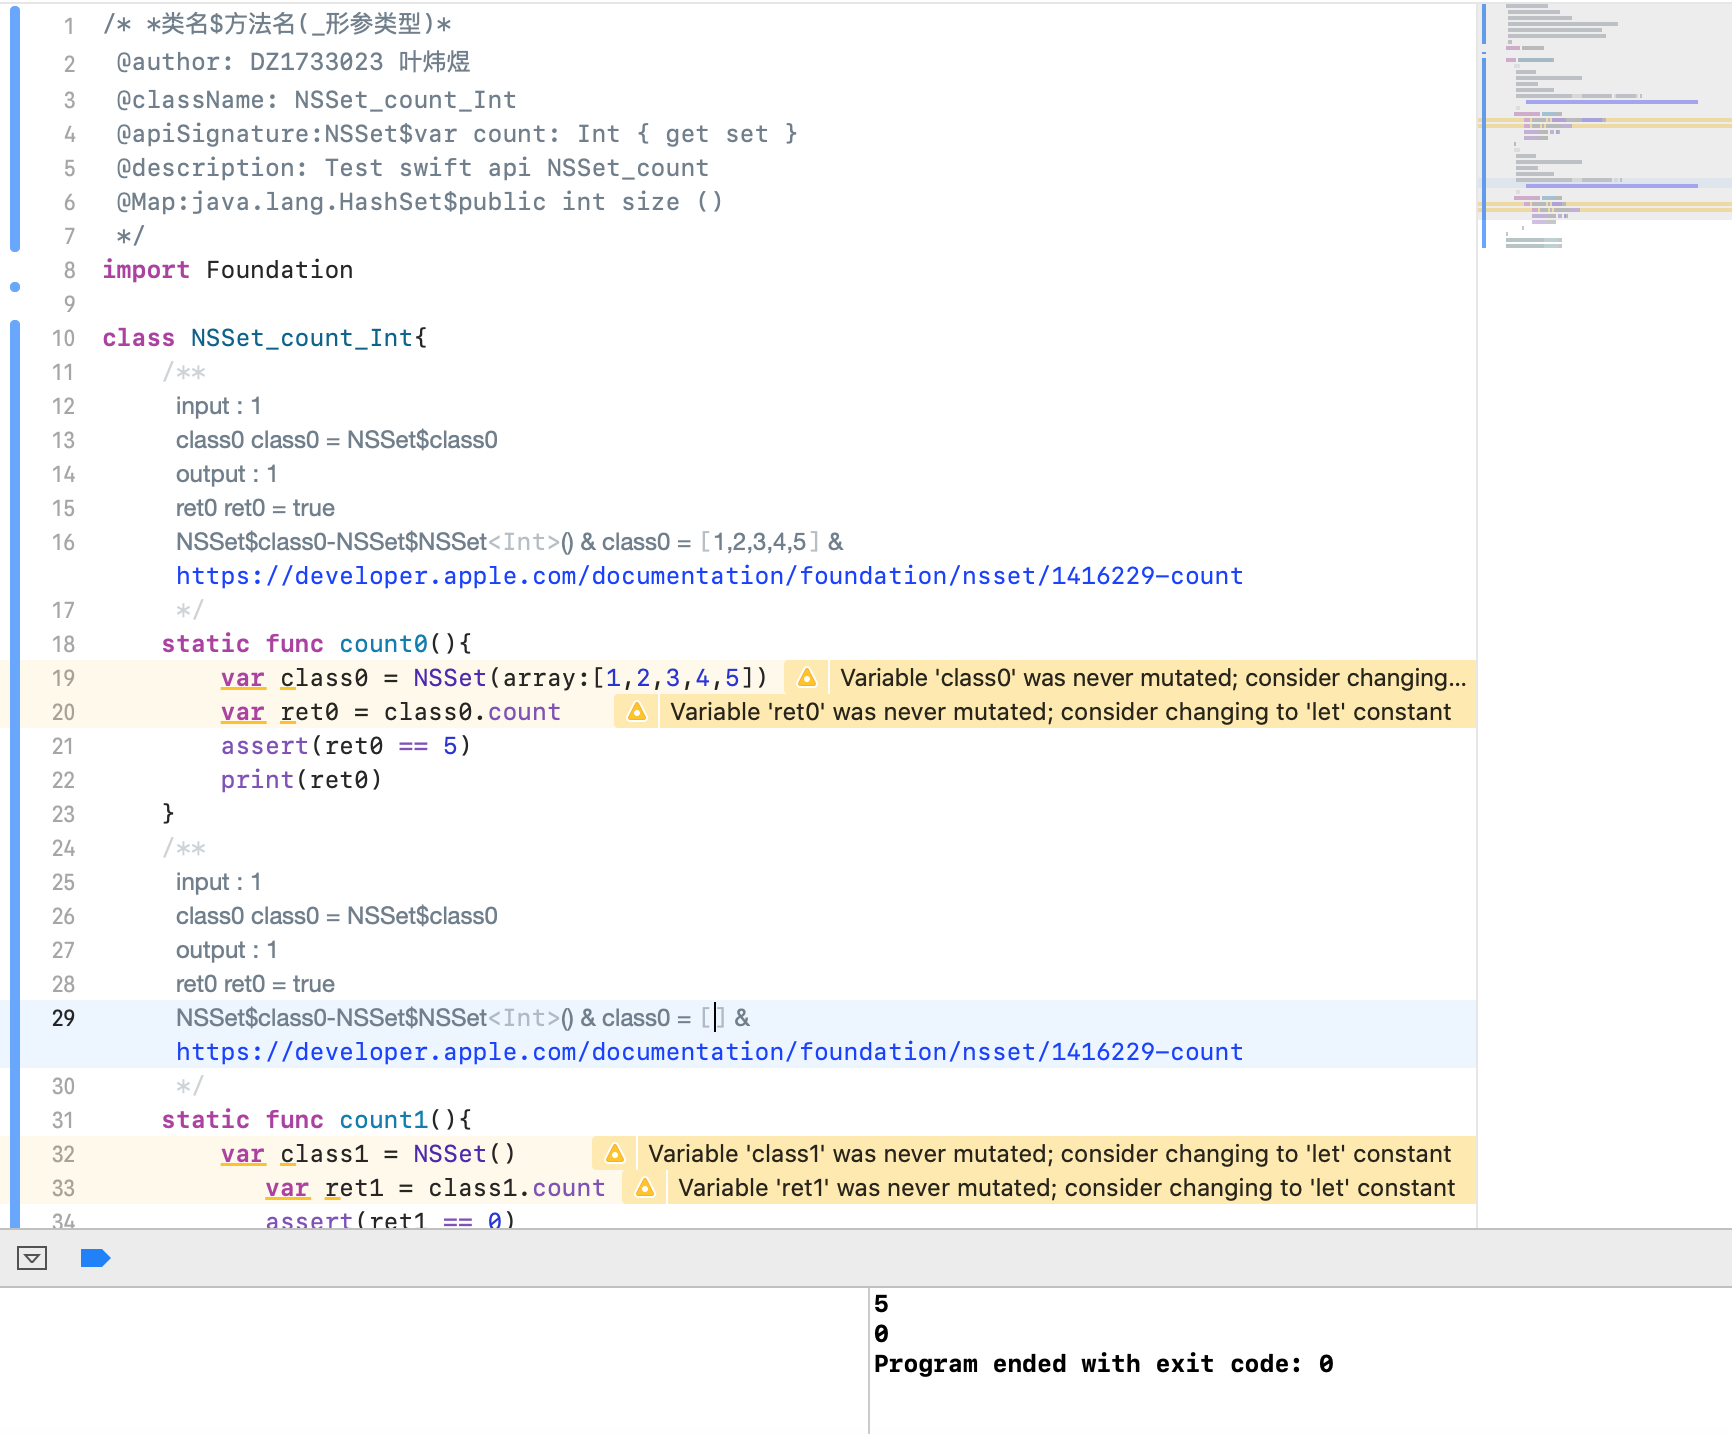 1 /* *类名$方法名(_形参类型)*
2 @author: DZ1733023 叶炜煜
3 @className: NSSet_count_Int
4 @apiSignature:NSSet$var count: Int { get set }
5 @description: Test swift api NSSet_count
6 @Map:java.lang.HashSet$public int size ()
7 */
8 import Foundation
9
10 class NSSet_count_Int{
11 /**
12 input : 1
13 class0 class0 = NSSet$class0
14 output : 1
15 ret0 ret0 = true
16 NSSet$class0-NSSet$NSSet<Int>() & class0 = [1,2,3,4,5] &
https://developer.apple.com/documentation/foundation/nsset/1416229-count
17 */
18 static func count0(){
19 var class0 = NSSet(array:[1,2,3,4,5]) Variable 'class0' was never mutated; consider changing...
20 var ret0 = class0.count Variable 'ret0' was never mutated; consider changing to 'let' constant
21 assert(ret0 == 5)
22 print(ret0)
23 }
24 /**
25 input : 1
26 class0 class0 = NSSet$class0
27 output : 1
28 ret0 ret0 = true
29 NSSet$class0-NSSet$NSSet<Int>() & class0 = [] &
https://developer.apple.com/documentation/foundation/nsset/1416229-count
30 */
31 static func count1(){
32 var class1 = NSSet() Variable 'class1' was never mutated; consider changing to 'let' constant
33 var ret1 = class1.count Variable 'ret1' was never mutated; consider changing to 'let' constant
34 assert(ret1 == 0)
5
0
Program ended with exit code: 0